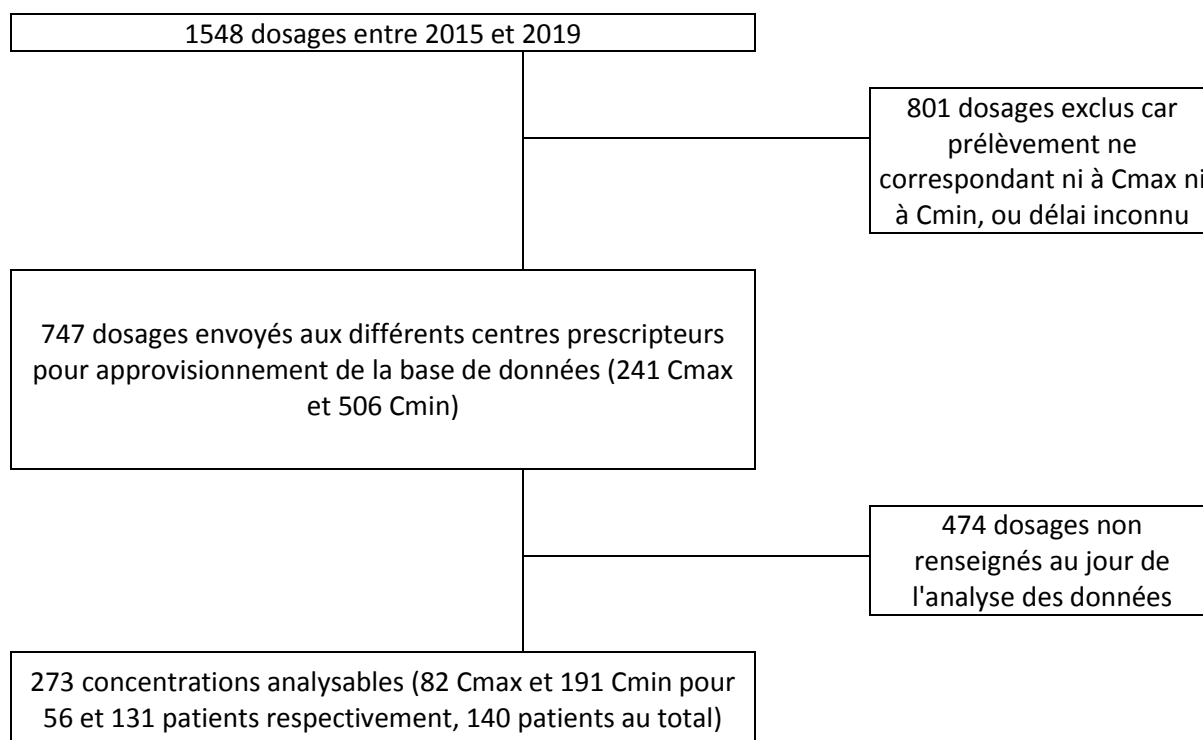 1548 dosages entre 2015 et 2019
801 dosages exclus car
prélèvement ne
correspondant ni à Cmax ni
à Cmin, ou délai inconnu
747 dosages envoyés aux différents centres prescripteurs
pour approvisionnement de la base de données (241 Cmax
et 506 Cmin)
474 dosages non
renseignés au jour de
l'analyse des données
273 concentrations analysables (82 Cmax et 191 Cmin pour
56 et 131 patients respectivement, 140 patients au total)